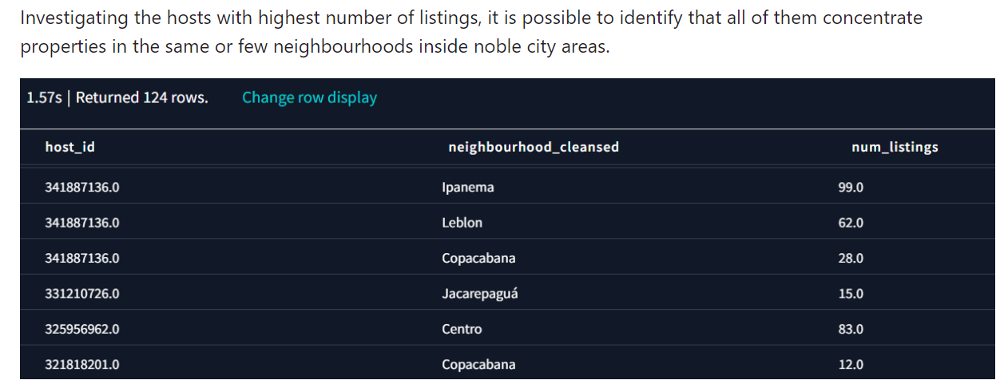 Investigating the hosts with highest number of listings, it is possible to identify that all of them concentrate
properties in the same or few neighbourhoods inside noble city areas.
1.57s | Returned 124 rows. Change row display
host_id neighbourhood_cleansed num_listings
341887136.0 Ipanema 99.0
341887136.0 Leblon 62.0
341887136.0 Copacabana 28.0
331210726.0 Jacarepaguá 15.0
325956962.0 Centro 83.0
321818201.0 Copacabana 12.0